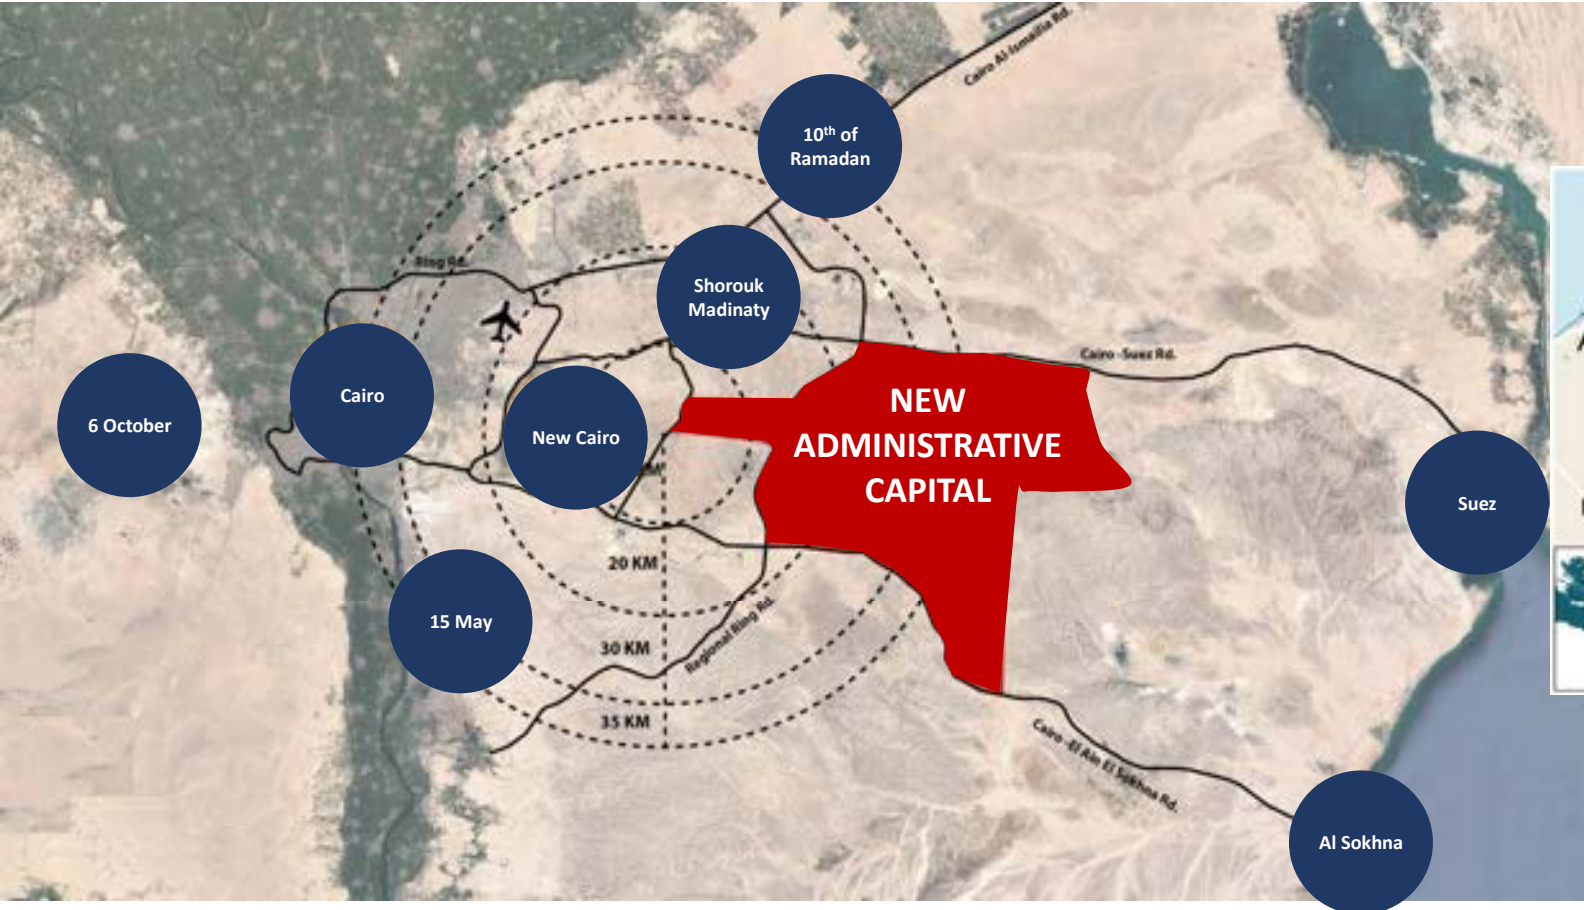 Cairo Al-Ismailia Rd.
10th of
Ramadan
Ring Rd.
Shorouk
Madinaty
Cairo -Suez Rd.
Cairo
6 October
New Cairo
NEW
ADMINISTRATIVE
CAPITAL
Suez
20 KM
15 May
30 KM
Regional Ring Rd.
35 KM
Cairo -El Ain El Sokhna Rd.
Al Sokhna